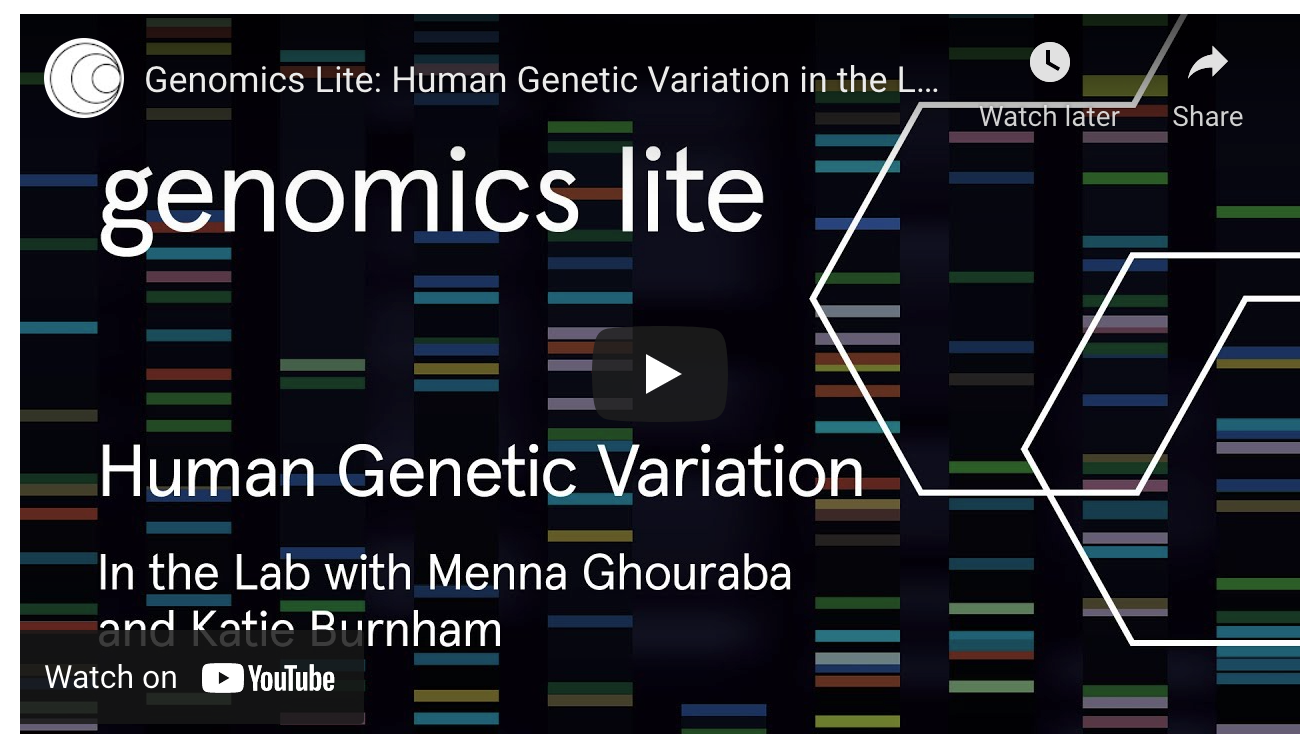 Genomics Lite: Human Genetic Variation in the L...
Watch later
Share
genomics lite
Human Genetic Variation
In the Lab with Menna Ghouraba
and Katie Burnham
Watch on YouTube